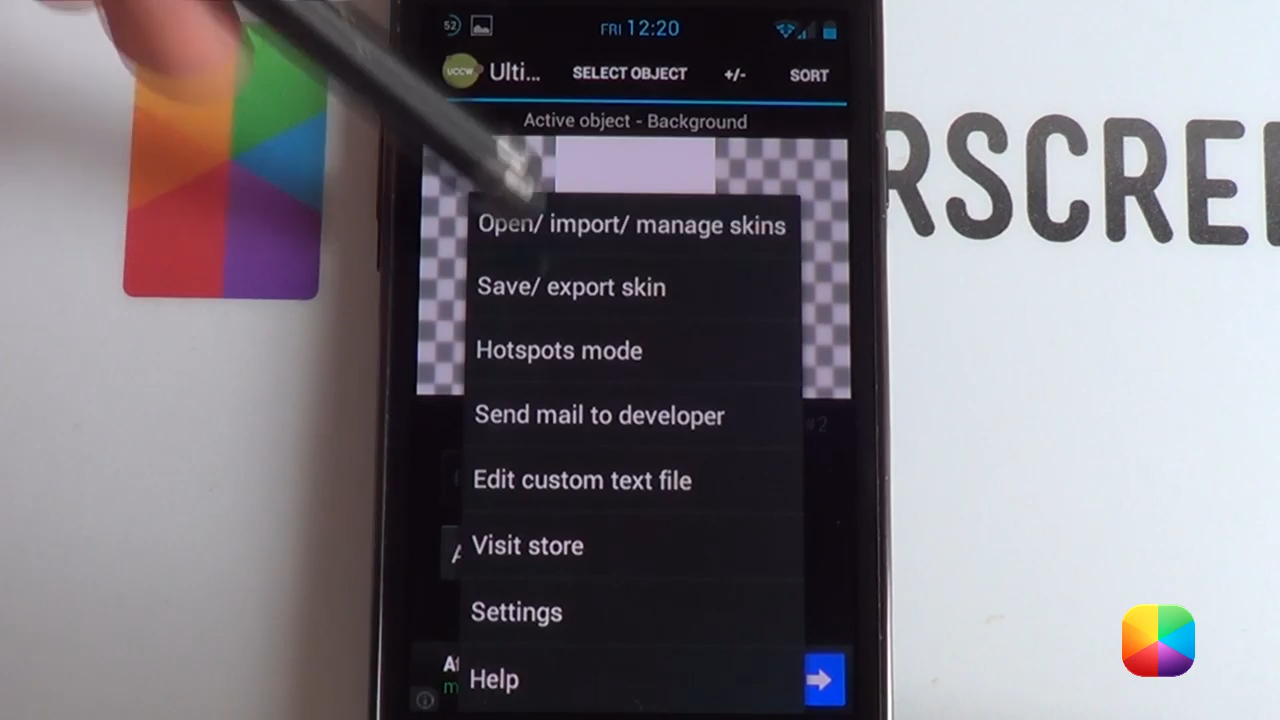 52
FRI 12:20
UCCW
Ulti... SELECT OBJECT +/- SORT
Active object - Background
RSCREE
Open/ import/ manage skins
Save/ export skin
Hotspots mode
Send mail to developer
#2
Edit custom text file
Visit store
Settings
Help